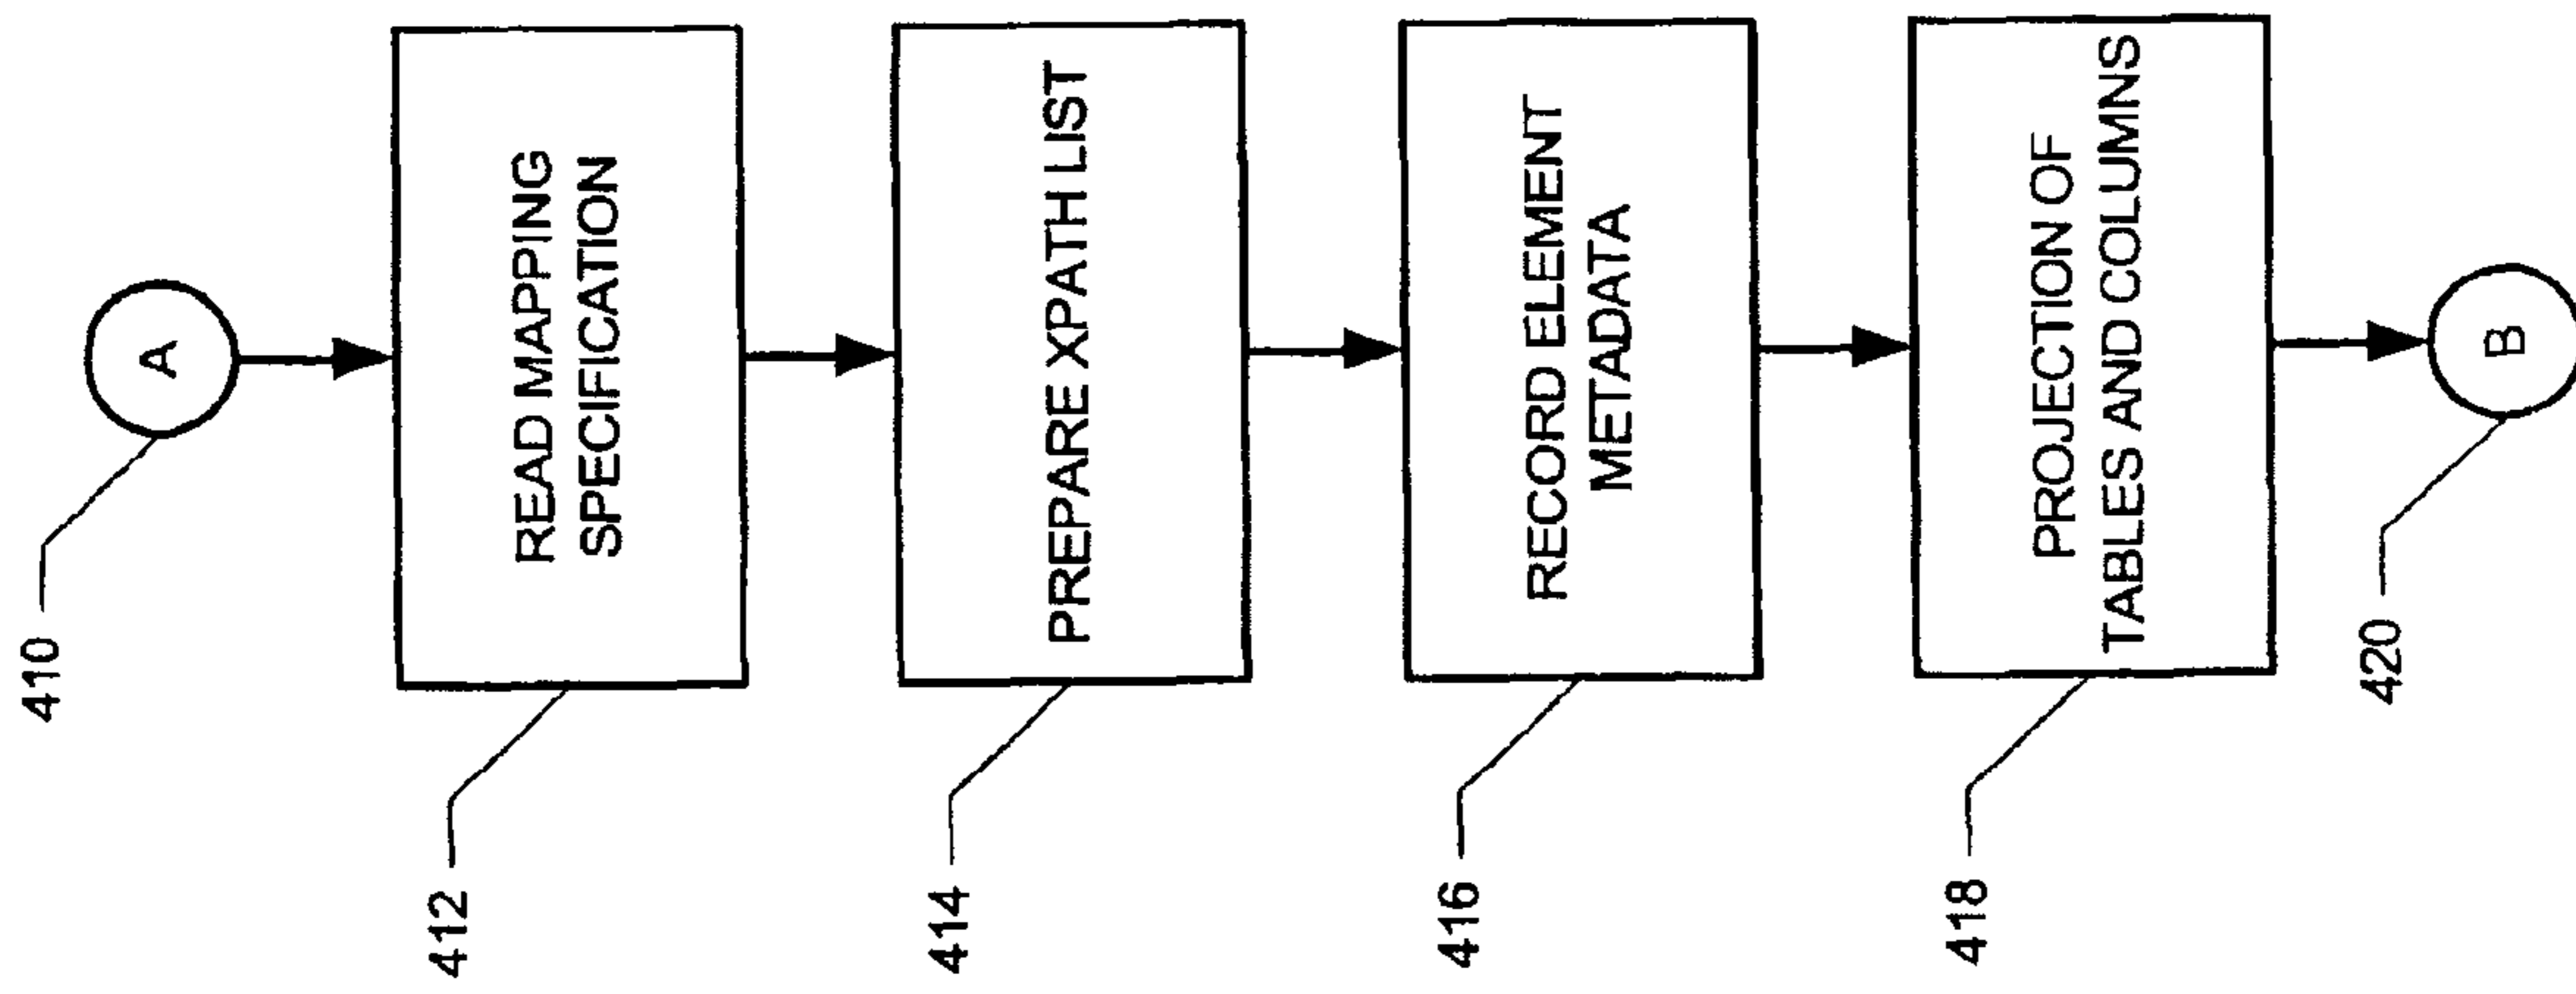 410
A
412
READ MAPPING
SPECIFICATION
414
PREPARE XPATH LIST
416
RECORD ELEMENT
METADATA
418
PROJECTION OF
TABLES AND COLUMNS
420
B